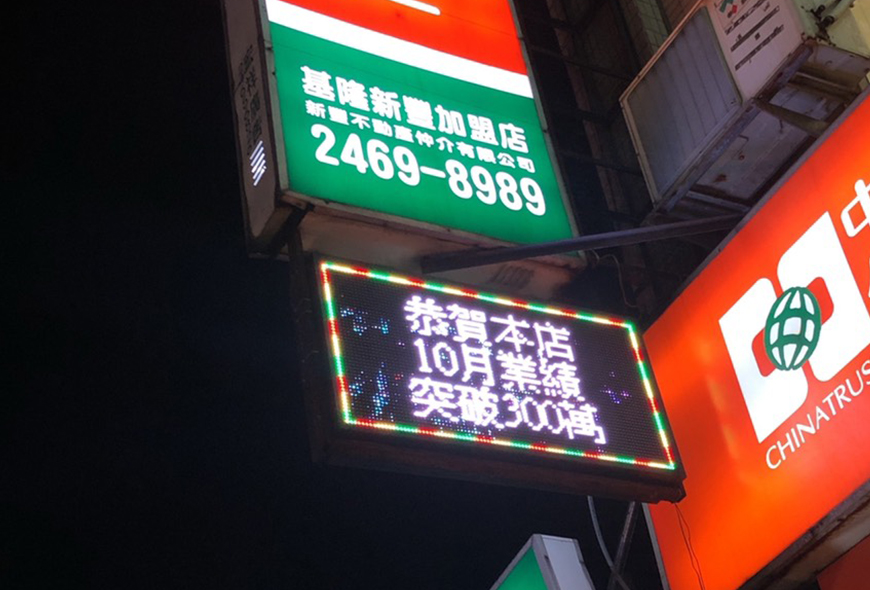 基隆新豐加盟店
新豐不動產仲介有限公司
2469-8989
恭賀本店
10月業績
突破300萬
中
CHINATRUS